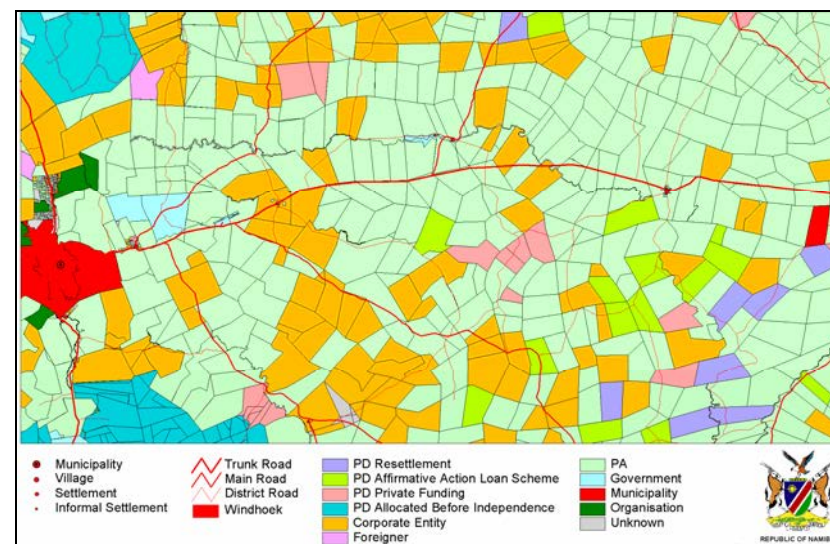 Municipality
Village
Settlement
Informal Settlement
Trunk Road
Main Road
District Road
Windhoek
PD Resettlement
PD Affirmative Action Loan Scheme
PD Private Funding
PD Allocated Before Independence
Corporate Entity
Foreigner
PA
Government
Municipality
Organisation
Unknown
REPUBLIC OF NAMIB